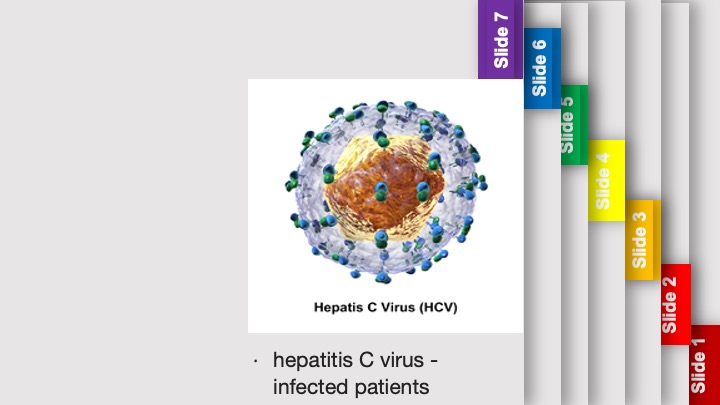 Slide 7
Slide 6
Slide 5
Slide 4
Slide 3
Slide 2
Slide 1
Hepatis C Virus (HCV)
· hepatitis C virus -
infected patients